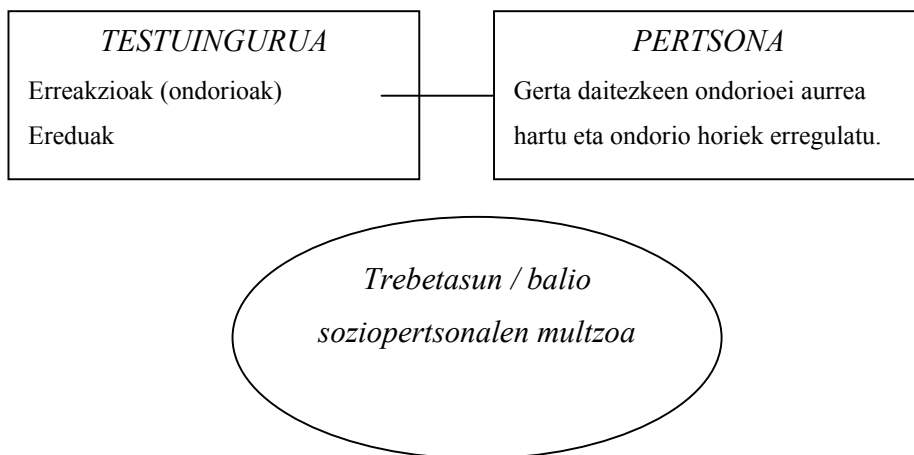 TESTUINGURUA
Erreakzioak (ondorioak)
Ereduak
PERTSONA
Gerta daitezkeen ondorioei aurrea
hartu eta ondorio horiek erregulatu.
Trebetasun / balio
soziopertsonalen multzoa